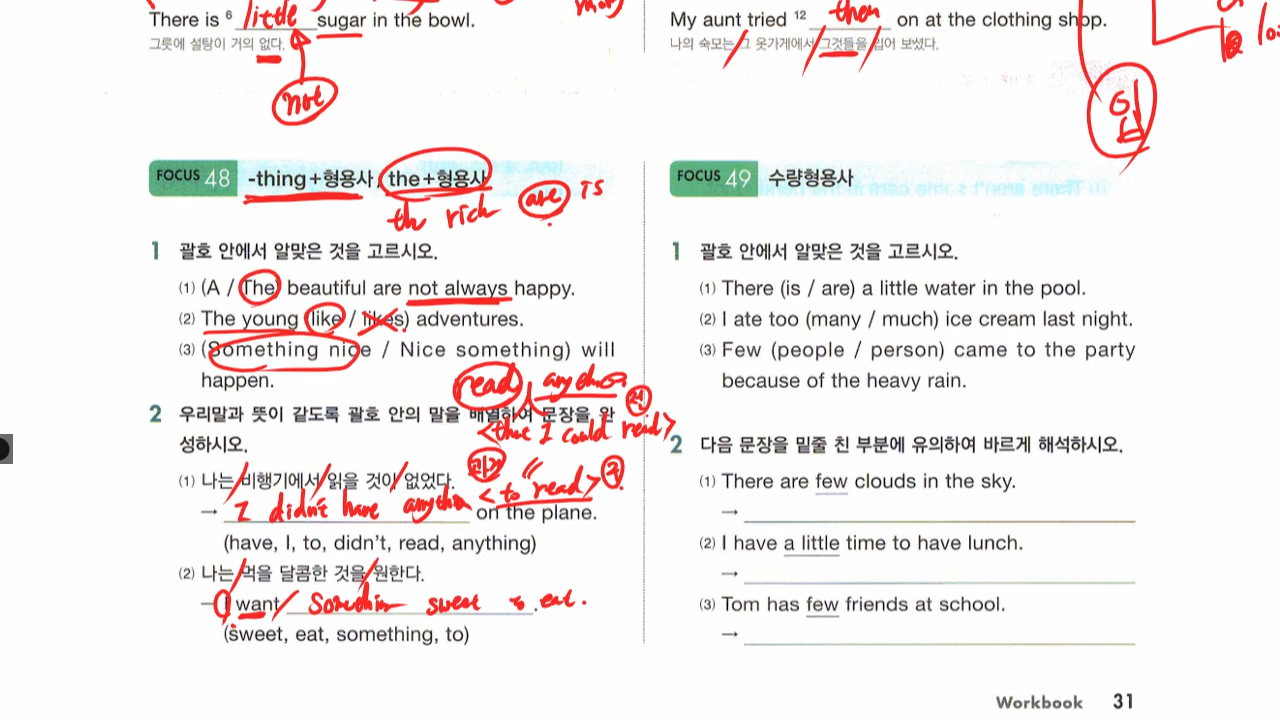 There is 6 little sugar in the bowl.
그릇에 설탕이 거의 없다.
not
My aunt tried 12 them on at the clothing shop.
나의 숙모는 그 옷가게에서 그것들을 입어 보셨다.
입
FOCUS 48 -thing+형용사, the+형용사
the rich are is
1 괄호 안에서 알맞은 것을 고르시오.
(1) (A / The) beautiful are not always happy.
(2) The young (like / likes) adventures.
(3) (Something nice / Nice something) will
happen.
read anything
2 우리말과 뜻이 같도록 괄호 안의 말을 배열하여 문장을 완
<that I could read>
성하시오.
(1) 나는 비행기에서 읽을 것이 없었다.
→ I didn't have anything <to read> on the plane.
(have, I, to, didn't, read, anything)
(2) 나는 먹을 달콤한 것을 원한다.
→ I want something sweet to eat.
(sweet, eat, something, to)
FOCUS 49 수량형용사
1 괄호 안에서 알맞은 것을 고르시오.
(1) There (is / are) a little water in the pool.
(2) I ate too (many / much) ice cream last night.
(3) Few (people / person) came to the party
because of the heavy rain.
2 다음 문장을 밑줄 친 부분에 유의하여 바르게 해석하시오.
(1) There are few clouds in the sky.
→
(2) I have a little time to have lunch.
→
(3) Tom has few friends at school.
→
Workbook 31